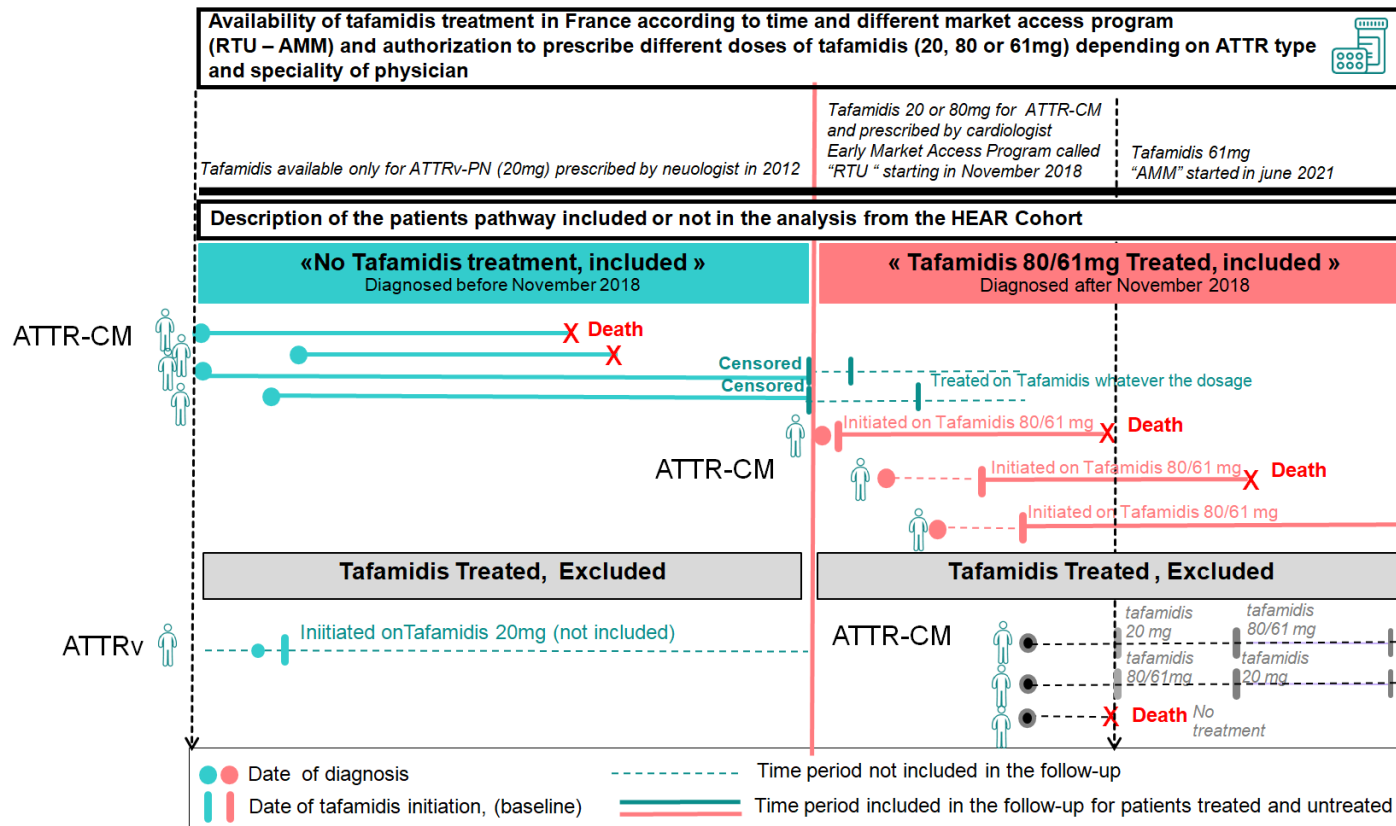 Availability of tafamidis treatment in France according to time and different market access program
(RTU – AMM) and authorization to prescribe different doses of tafamidis (20, 80 or 61mg) depending on ATTR type
and speciality of physician
Tafamidis available only for ATTRv-PN (20mg) prescribed by neuologist in 2012
Tafamidis 20 or 80mg for ATTR-CM
and prescribed by cardiologist
Early Market Access Program called
“RTU “ starting in November 2018
Tafamidis 61mg
“AMM” started in june 2021
Description of the patients pathway included or not in the analysis from the HEAR Cohort
«No Tafamidis treatment, included »
Diagnosed before November 2018
« Tafamidis 80/61mg Treated, included »
Diagnosed after November 2018
ATTR-CM
X Death
X
Censored
Censored
Treated on Tafamidis whatever the dosage
Initiated on Tafamidis 80/61 mg
X Death
ATTR-CM
Initiated on Tafamidis 80/61 mg
X Death
Initiated on Tafamidis 80/61 mg
Tafamidis Treated, Excluded
Tafamidis Treated , Excluded
ATTRv
Iniitiated onTafamidis 20mg (not included)
ATTR-CM
tafamidis
20 mg
tafamidis
80/61 mg
tafamidis
80/61mg
tafamidis
20 mg
X Death
No
treatment
Date of diagnosis
Time period not included in the follow-up
Date of tafamidis initiation, (baseline)
Time period included in the follow-up for patients treated and untreated